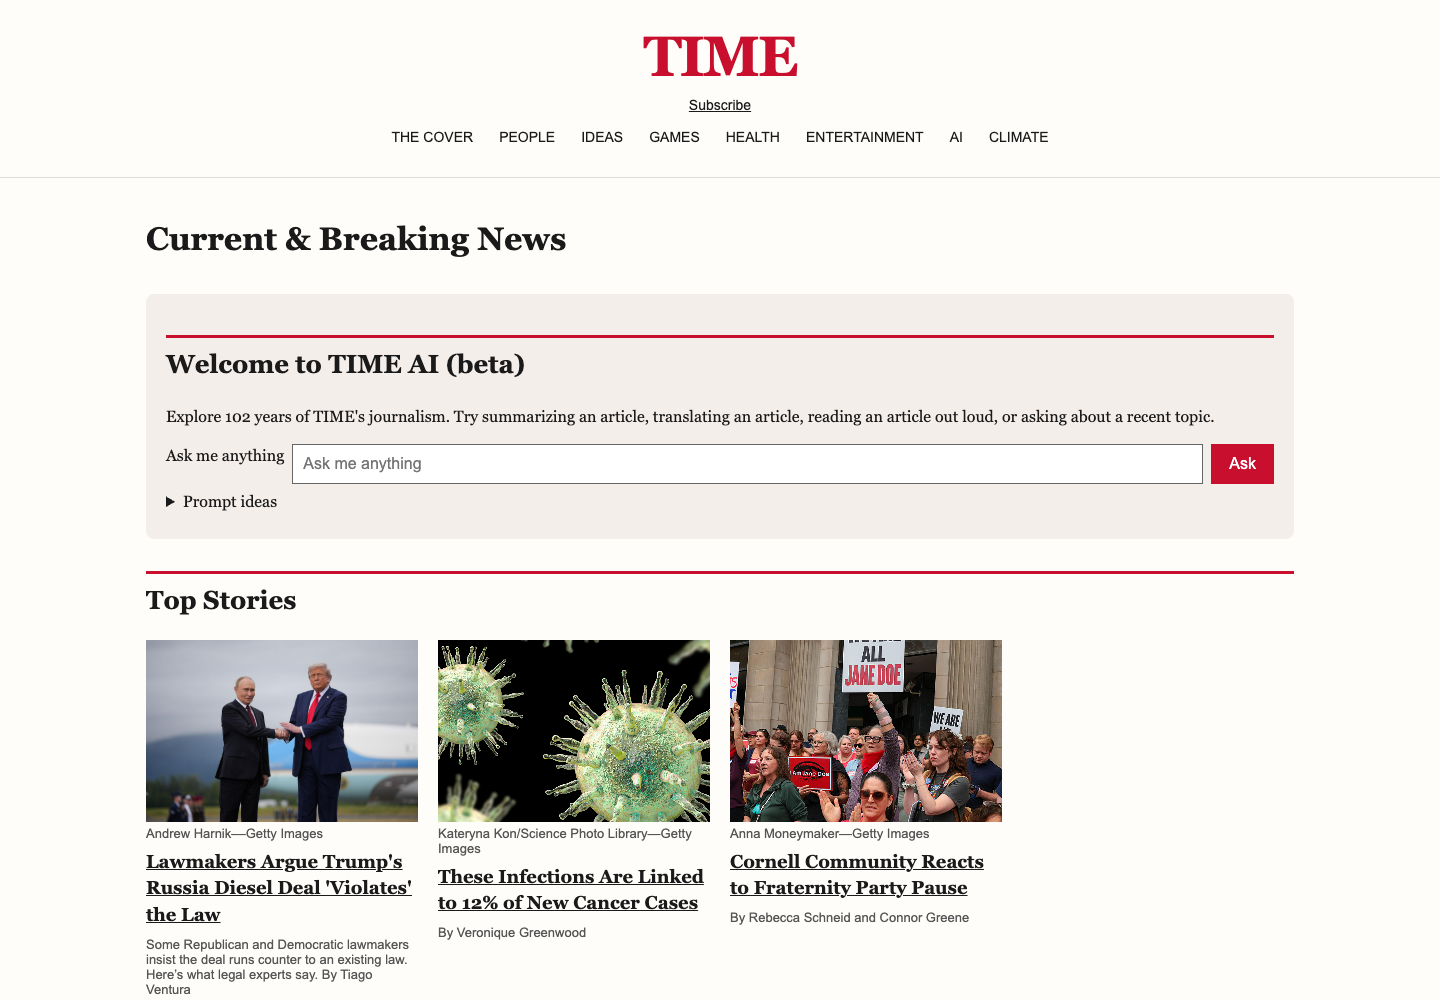 TIME
Subscribe
THE COVER PEOPLE IDEAS GAMES HEALTH ENTERTAINMENT AI CLIMATE
Current & Breaking News
Welcome to TIME AI (beta)
Explore 102 years of TIME's journalism. Try summarizing an article, translating an article, reading an article out loud, or asking about a recent topic.
Ask me anything
Ask me anything
Ask
Prompt ideas
Top Stories
ALL
JANE DOE
WE ARE
I Am Jane Doe
Andrew Harnik—Getty Images
Lawmakers Argue Trump's
Russia Diesel Deal 'Violates'
the Law
Some Republican and Democratic lawmakers
insist the deal runs counter to an existing law.
Here’s what legal experts say. By Tiago
Ventura
Kateryna Kon/Science Photo Library—Getty
Images
These Infections Are Linked
to 12% of New Cancer Cases
By Veronique Greenwood
Anna Moneymaker—Getty Images
Cornell Community Reacts
to Fraternity Party Pause
By Rebecca Schneid and Connor Greene